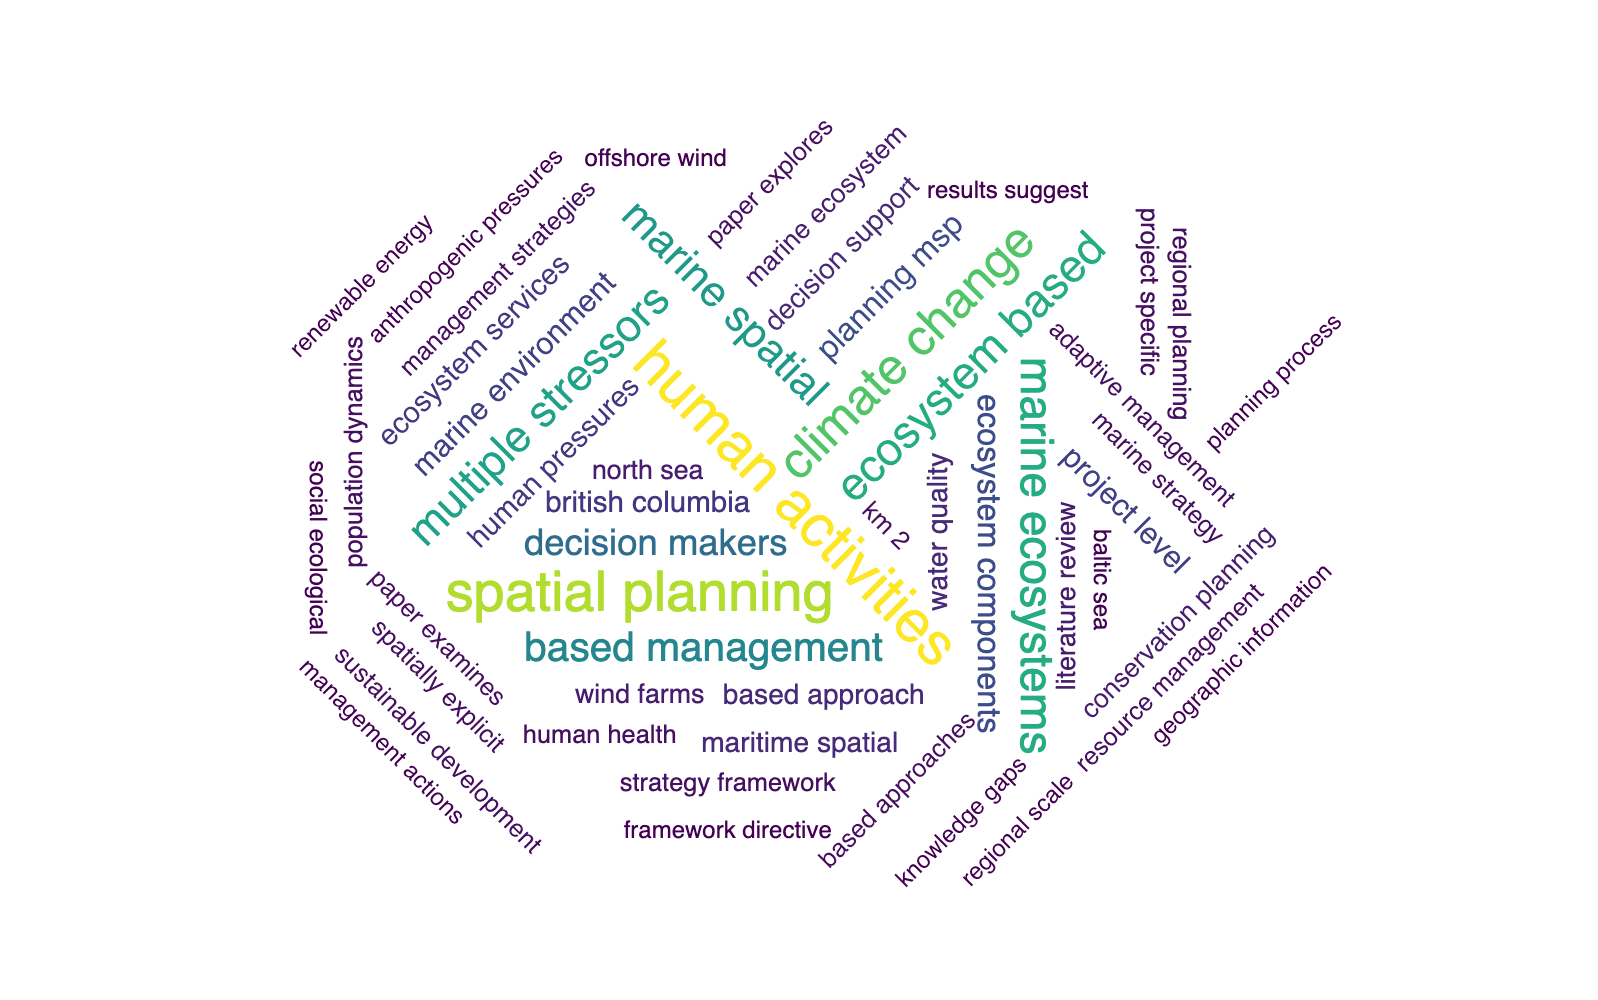 offshore wind
paper explores
marine ecosystem
anthropogenic pressures
management strategies
decision support
results suggest
renewable energy
marine spatial
planning msp
climate change
ecosystem based
project specific
regional planning
ecosystem services
marine environment
multiple stressors
human pressures
human activities
adaptive management
planning process
marine strategy
population dynamics
social ecological
north sea
british columbia
decision makers
km 2
water quality
ecosystem components
marine ecosystems
project level
literature review
baltic sea
spatial planning
based management
paper examines
spatially explicit
sustainable development
management actions
conservation planning
resource management
geographic information
wind farms
based approach
human health
maritime spatial
strategy framework
framework directive
based approaches
knowledge gaps
regional scale